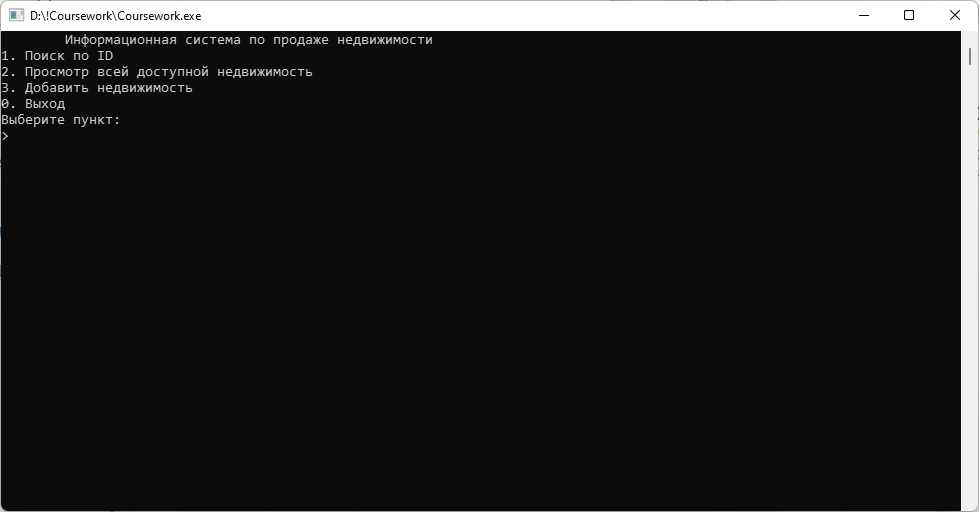 D:\!Coursework\Coursework.exe
Информационная система по продаже недвижимости
1. Поиск по ID
2. Просмотр всей доступной недвижимость
3. Добавить недвижимость
0. Выход
Выберите пункт:
>